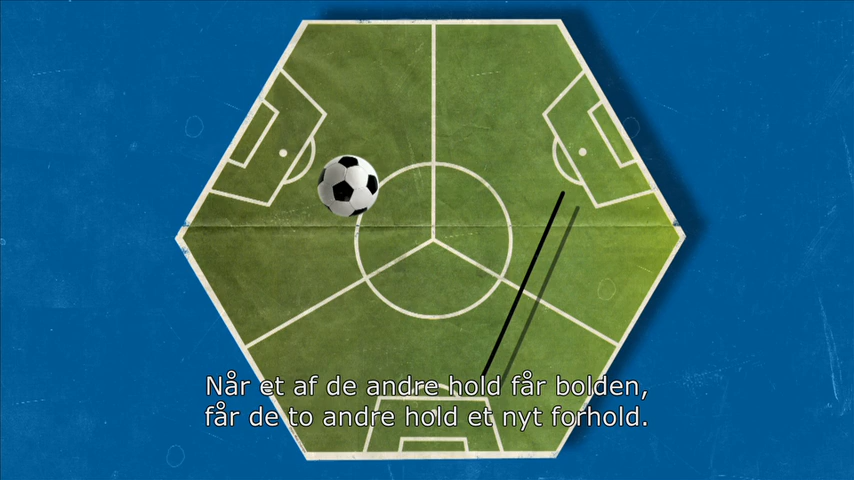 Når et af de andre hold får bolden,
får de to andre hold et nyt forhold.